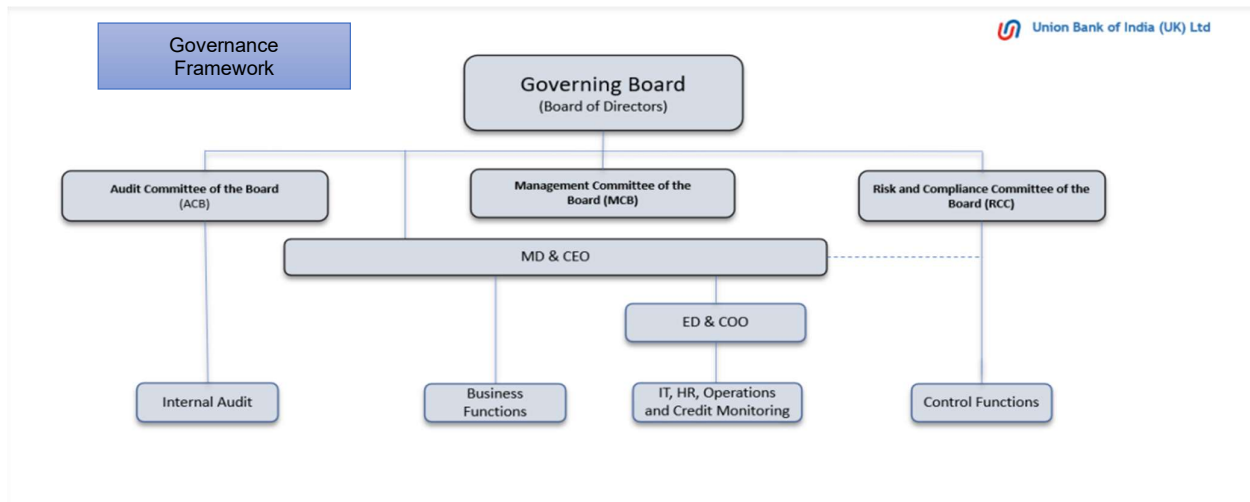 Governance
Framework
Union Bank of India (UK) Ltd
Governing Board
(Board of Directors)
Audit Committee of the Board
(ACB)
Management Committee of the
Board (MCB)
Risk and Compliance Committee of the
Board (RCC)
MD & CEO
ED & COO
Internal Audit
Business
Functions
IT, HR, Operations
and Credit Monitoring
Control Functions